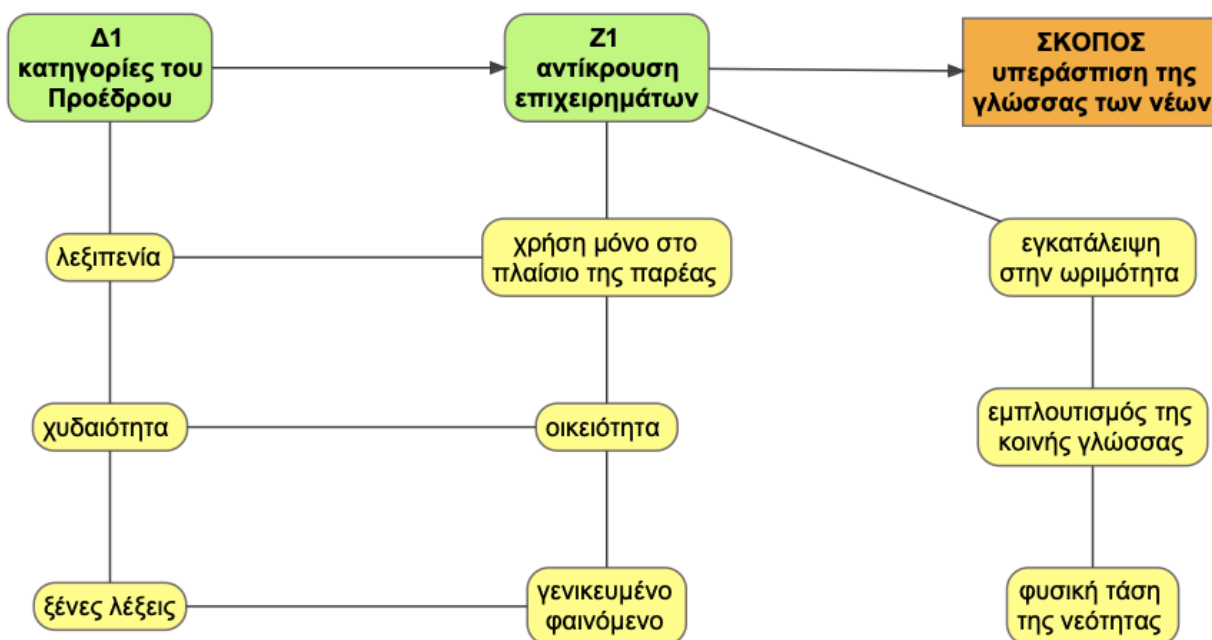 Δ1
κατηγορίες του
Προέδρου
Ζ1
αντίκρουση
επιχειρημάτων
ΣΚΟΠΟΣ
υπεράσπιση της
γλώσσας των νέων
λεξιπενία
χρήση μόνο στο
πλαίσιο της παρέας
εγκατάλειψη
στην ωριμότητα
χυδαιότητα
οικειότητα
εμπλουτισμός της
κοινής γλώσσας
ξένες λέξεις
γενικευμένο
φαινόμενο
φυσική τάση
της νεότητας